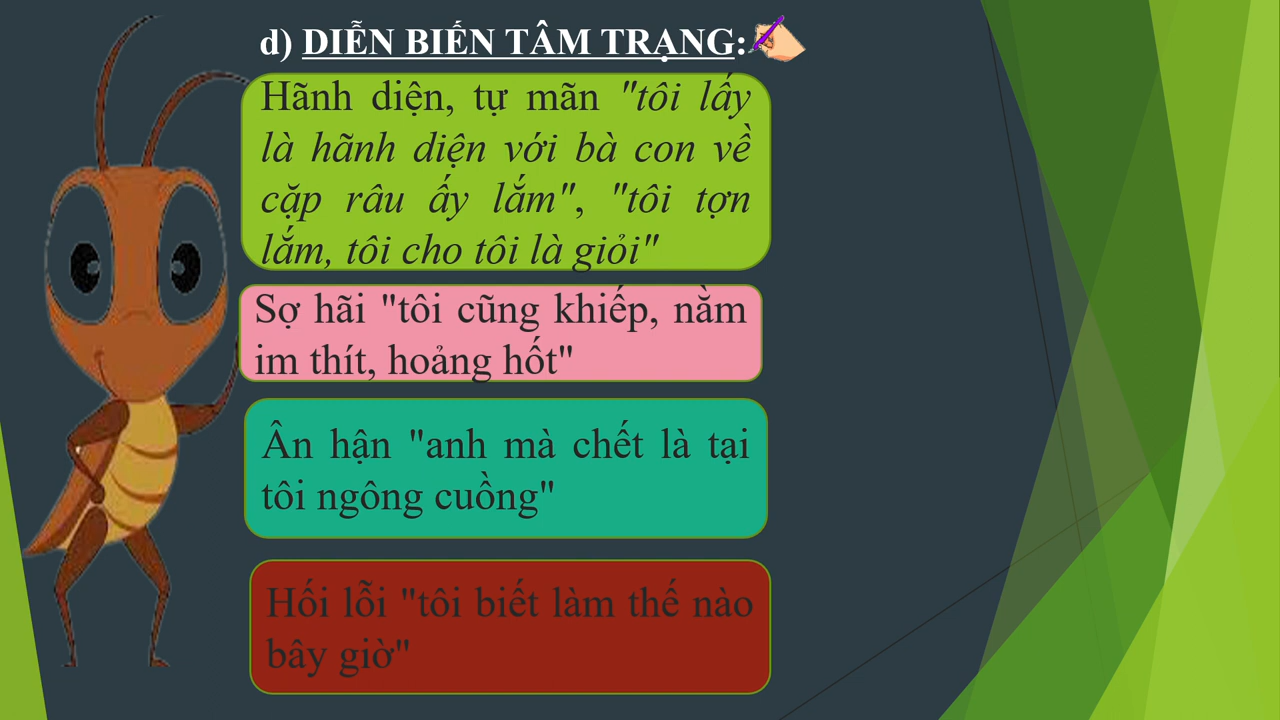 d) DIỄN BIẾN TÂM TRẠNG:
Hãnh diện, tự mãn "tôi lấy
là hãnh diện với bà con về
cặp râu ấy lắm", "tôi tợn
lắm, tôi cho tôi là giỏi"
Sợ hãi "tôi cũng khiếp, nằm
im thít, hoảng hốt"
Ân hận "anh mà chết là tại
tôi ngông cuồng"
Hối lỗi "tôi biết làm thế nào
bây giờ"